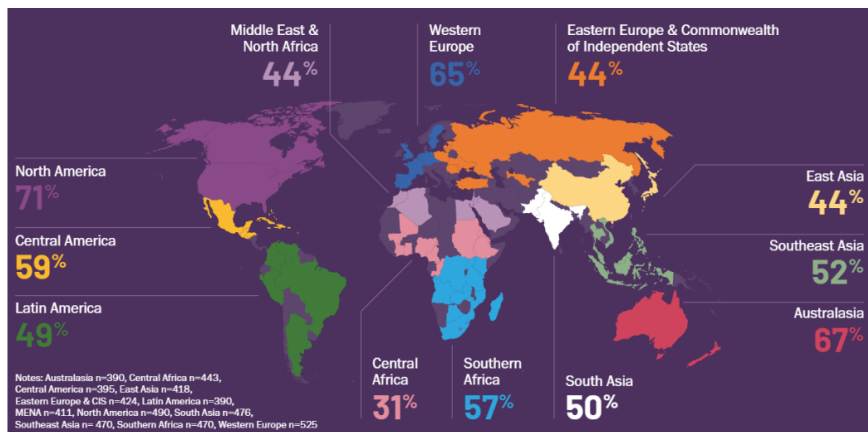 Middle East &
North Africa
44%
Western
Europe
65%
Eastern Europe & Commonwealth
of Independent States
44%
North America
71%
Central America
59%
Latin America
49%
East Asia
44%
Southeast Asia
52%
Australasia
67%
Central
Africa
31%
Southern
Africa
57%
South Asia
50%
Notes: Australasia n=390, Central Africa n=443,
Central America n=395, East Asia n=418,
Eastern Europe & CIS n=424, Latin America n=390,
MENA n=411, North America n=490, South Asia n=476,
Southeast Asia n= 470, Southern Africa n=470, Western Europe n=525